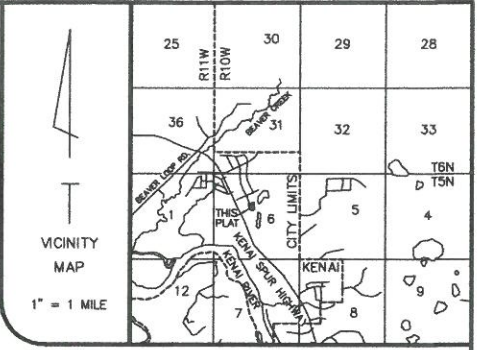 25
R11W
R10W
30
29
28
36
BEAVER LOOP RD.
BEAVER CREEK
31
32
33
T6N
T5N
1
THIS
PLAT
6
CITY LIMITS
5
4
VICINITY
MAP
1" = 1 MILE
KENAI SPUR HIGHWAY
KENAI RIVER
KENAI
12
7
8
9